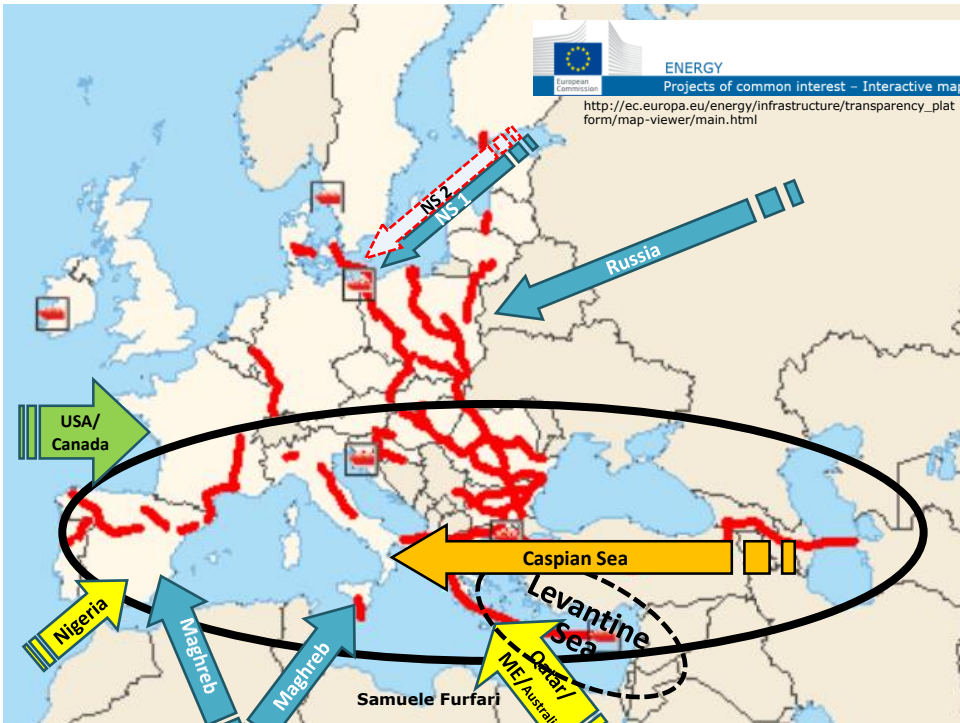 European
Commission
ENERGY
Projects of common interest – Interactive map
http://ec.europa.eu/energy/infrastructure/transparency_plat
form/map-viewer/main.html
NS 2
NS 1
Russia
USA/
Canada
Caspian Sea
Levantine
Sea
Nigeria
Maghreb
Maghreb
Qatar/
ME/Australi
Samuele Furfari